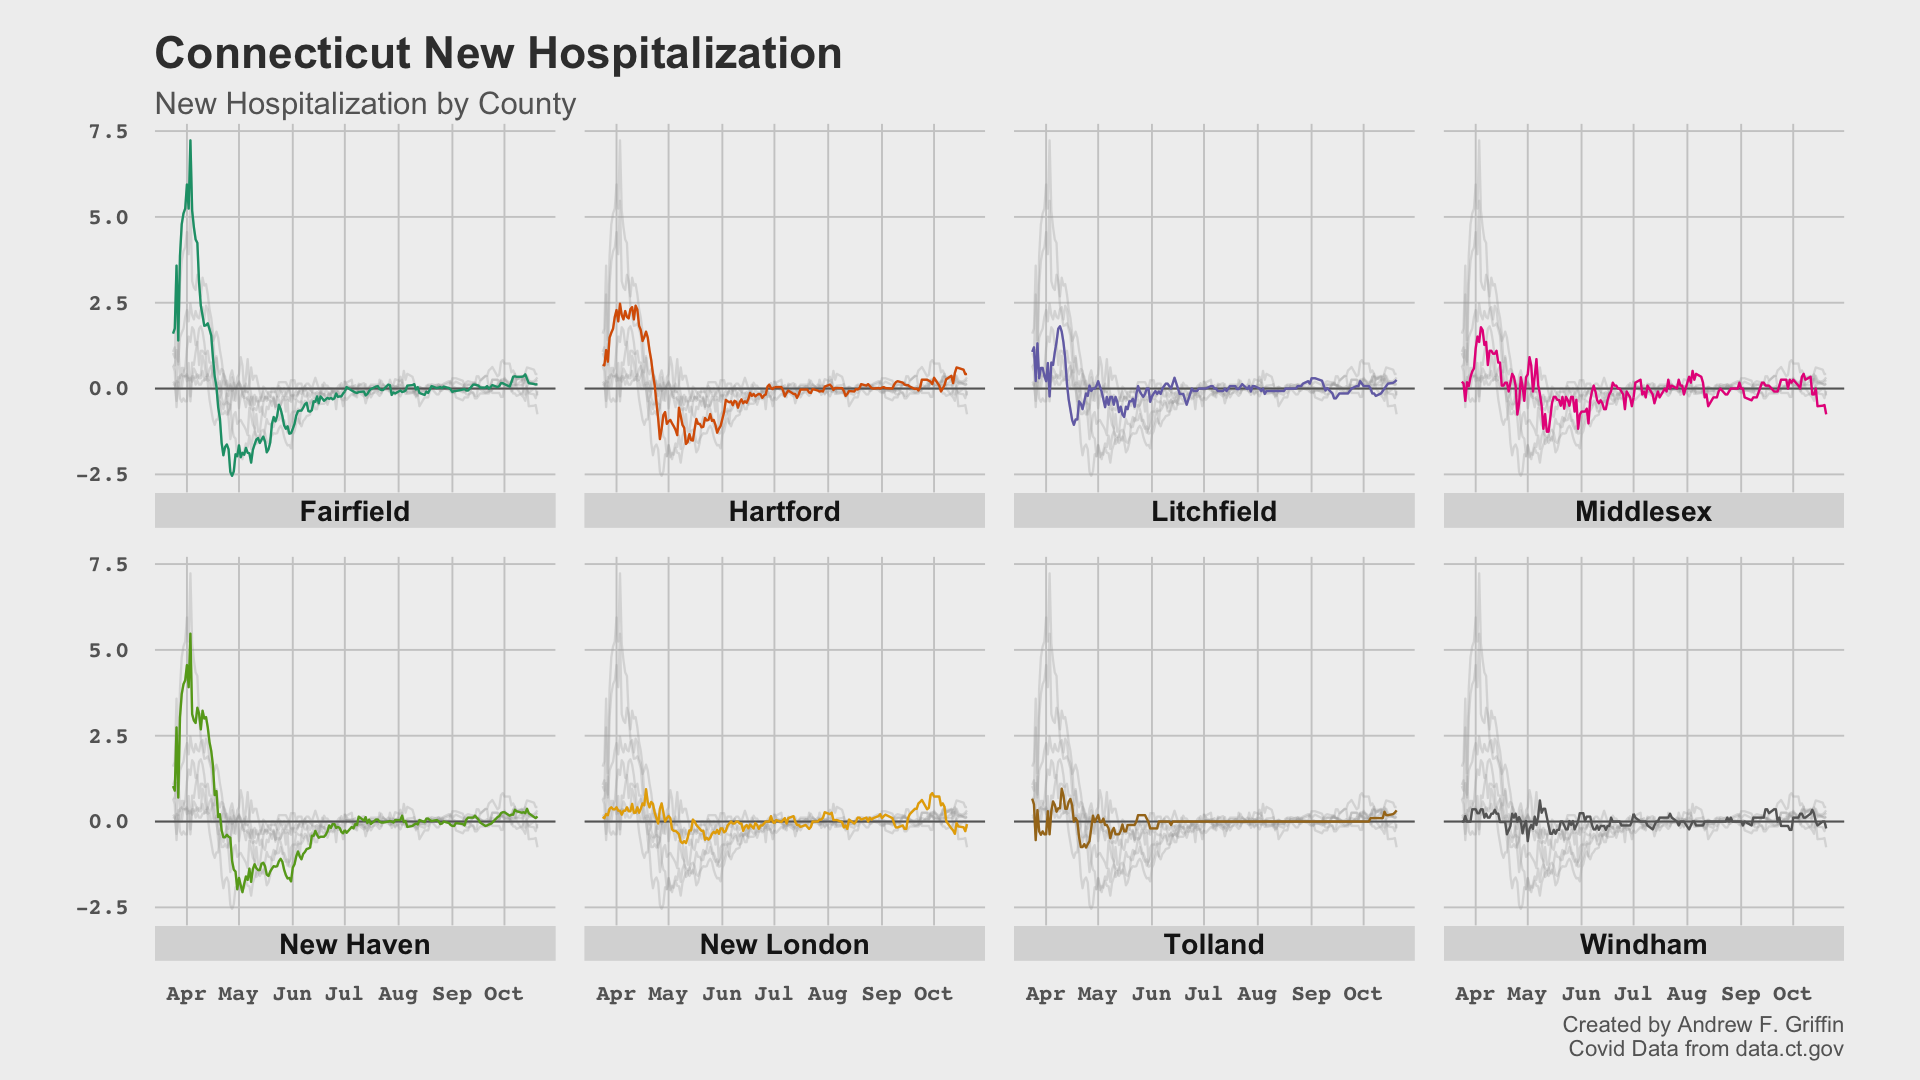 Connecticut New Hospitalization
New Hospitalization by County
7.5
5.0
2.5
0.0
-2.5
Fairfield Hartford Litchfield Middlesex
7.5
5.0
2.5
0.0
-2.5
New Haven New London Tolland Windham
Apr May Jun Jul Aug Sep Oct Apr May Jun Jul Aug Sep Oct Apr May Jun Jul Aug Sep Oct Apr May Jun Jul Aug Sep Oct
Created by Andrew F. Griffin
Covid Data from data.ct.gov